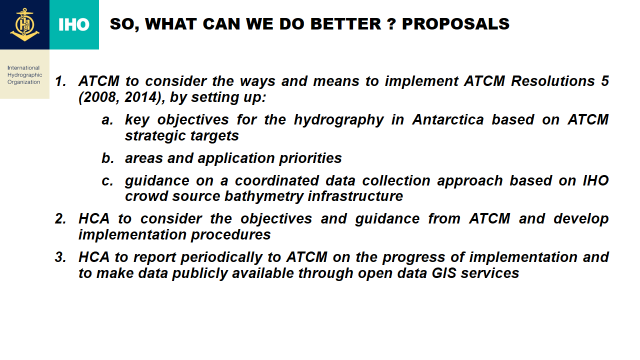 IHO
SO, WHAT CAN WE DO BETTER ? PROPOSALS
International
Hydrographic
Organization
1. ATCM to consider the ways and means to implement ATCM Resolutions 5
(2008, 2014), by setting up:
a. key objectives for the hydrography in Antarctica based on ATCM
strategic targets
b. areas and application priorities
c. guidance on a coordinated data collection approach based on IHO
crowd source bathymetry infrastructure
2. HCA to consider the objectives and guidance from ATCM and develop
implementation procedures
3. HCA to report periodically to ATCM on the progress of implementation and
to make data publicly available through open data GIS services